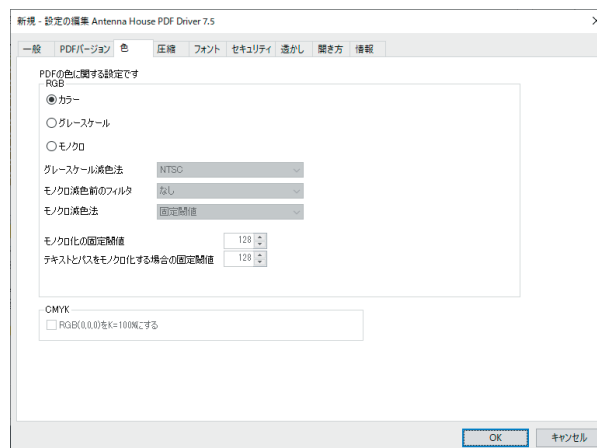 新規 - 設定の編集 Antenna House PDF Driver 7.5
一般 PDFバージョン 色 圧縮 フォント セキュリティ 透かし 開き方 情報
PDFの色に関する設定です
RGB
カラー
グレースケール
モノクロ
グレースケール減色法 NTSC
モノクロ減色前のフィルタ なし
モノクロ減色法 固定閾値
モノクロ化の固定閾値 128
テキストとパスをモノクロ化する場合の固定閾値 128
CMYK
RGB(0,0,0)をK=100%にする
OK キャンセル